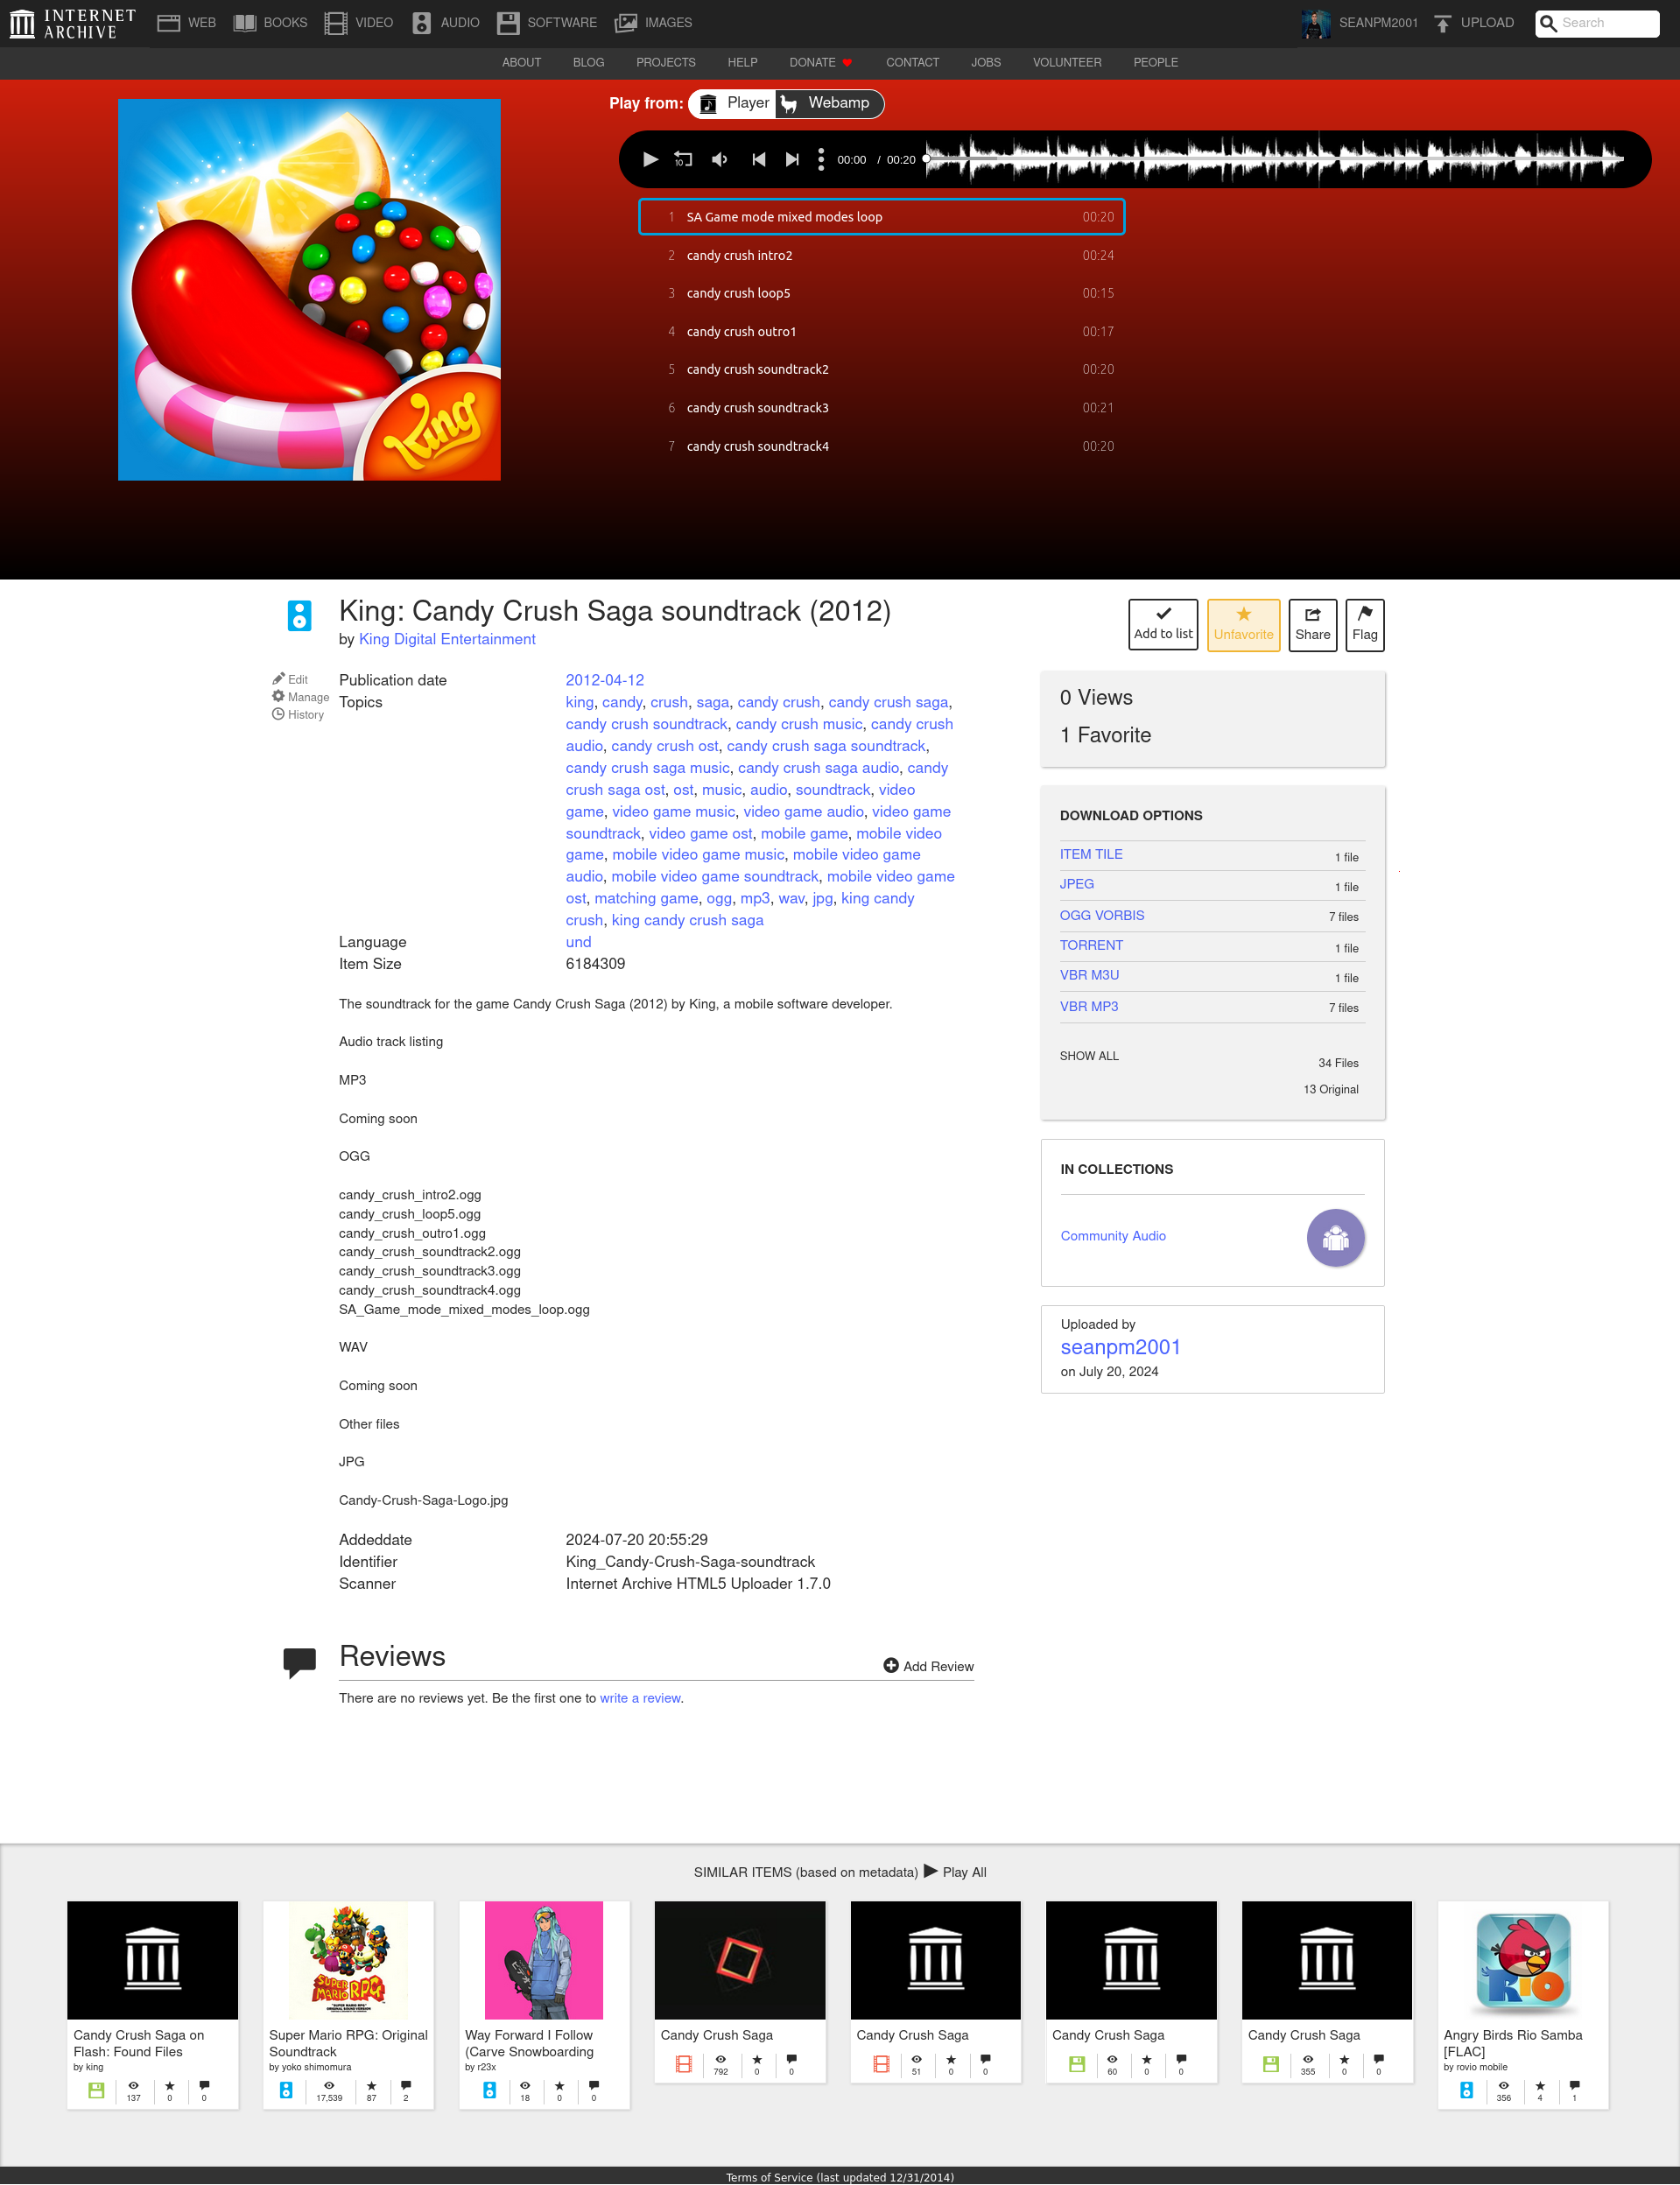 INTERNET ARCHIVE WEB BOOKS VIDEO AUDIO SOFTWARE IMAGES SEANPM2001 UPLOAD Search
ABOUT BLOG PROJECTS HELP DONATE CONTACT JOBS VOLUNTEER PEOPLE
Play from: Player Webamp
10 00:00 / 00:20
1 SA Game mode mixed modes loop 00:20
2 candy crush intro2 00:24
3 candy crush loop5 00:15
4 candy crush outro1 00:17
5 candy crush soundtrack2 00:20
6 candy crush soundtrack3 00:21
7 candy crush soundtrack4 00:20
King
King: Candy Crush Saga soundtrack (2012)
by King Digital Entertainment
Add to list Unfavorite Share Flag
Edit
Manage
History
Publication date 2012-04-12
Topics king, candy, crush, saga, candy crush, candy crush saga,
candy crush soundtrack, candy crush music, candy crush
audio, candy crush ost, candy crush saga soundtrack,
candy crush saga music, candy crush saga audio, candy
crush saga ost, ost, music, audio, soundtrack, video
game, video game music, video game audio, video game
soundtrack, video game ost, mobile game, mobile video
game, mobile video game music, mobile video game
audio, mobile video game soundtrack, mobile video game
ost, matching game, ogg, mp3, wav, jpg, king candy
crush, king candy crush saga
Language und
Item Size 6184309
The soundtrack for the game Candy Crush Saga (2012) by King, a mobile software developer.
Audio track listing
MP3
Coming soon
OGG
candy_crush_intro2.ogg
candy_crush_loop5.ogg
candy_crush_outro1.ogg
candy_crush_soundtrack2.ogg
candy_crush_soundtrack3.ogg
candy_crush_soundtrack4.ogg
SA_Game_mode_mixed_modes_loop.ogg
WAV
Coming soon
Other files
JPG
Candy-Crush-Saga-Logo.jpg
Addeddate 2024-07-20 20:55:29
Identifier King_Candy-Crush-Saga-soundtrack
Scanner Internet Archive HTML5 Uploader 1.7.0
0 Views
1 Favorite
DOWNLOAD OPTIONS
ITEM TILE 1 file
JPEG 1 file
OGG VORBIS 7 files
TORRENT 1 file
VBR M3U 1 file
VBR MP3 7 files
SHOW ALL 34 Files
13 Original
IN COLLECTIONS
Community Audio
Uploaded by
seanpm2001
on July 20, 2024
Reviews
Add Review
There are no reviews yet. Be the first one to write a review.
SIMILAR ITEMS (based on metadata) Play All
Candy Crush Saga on
Flash: Found Files
by king
137 0 0
SUPER
MARIO RPG
Super Mario RPG: Original
Soundtrack
by yoko shimomura
17,539 87 2
Way Forward I Follow
(Carve Snowboarding
by r23x
18 0 0
Candy Crush Saga
792 0 0
Candy Crush Saga
51 0 0
Candy Crush Saga
60 0 0
Candy Crush Saga
355 0 0
RIO
Angry Birds Rio Samba
[FLAC]
by rovio mobile
356 4 1
Terms of Service (last updated 12/31/2014)